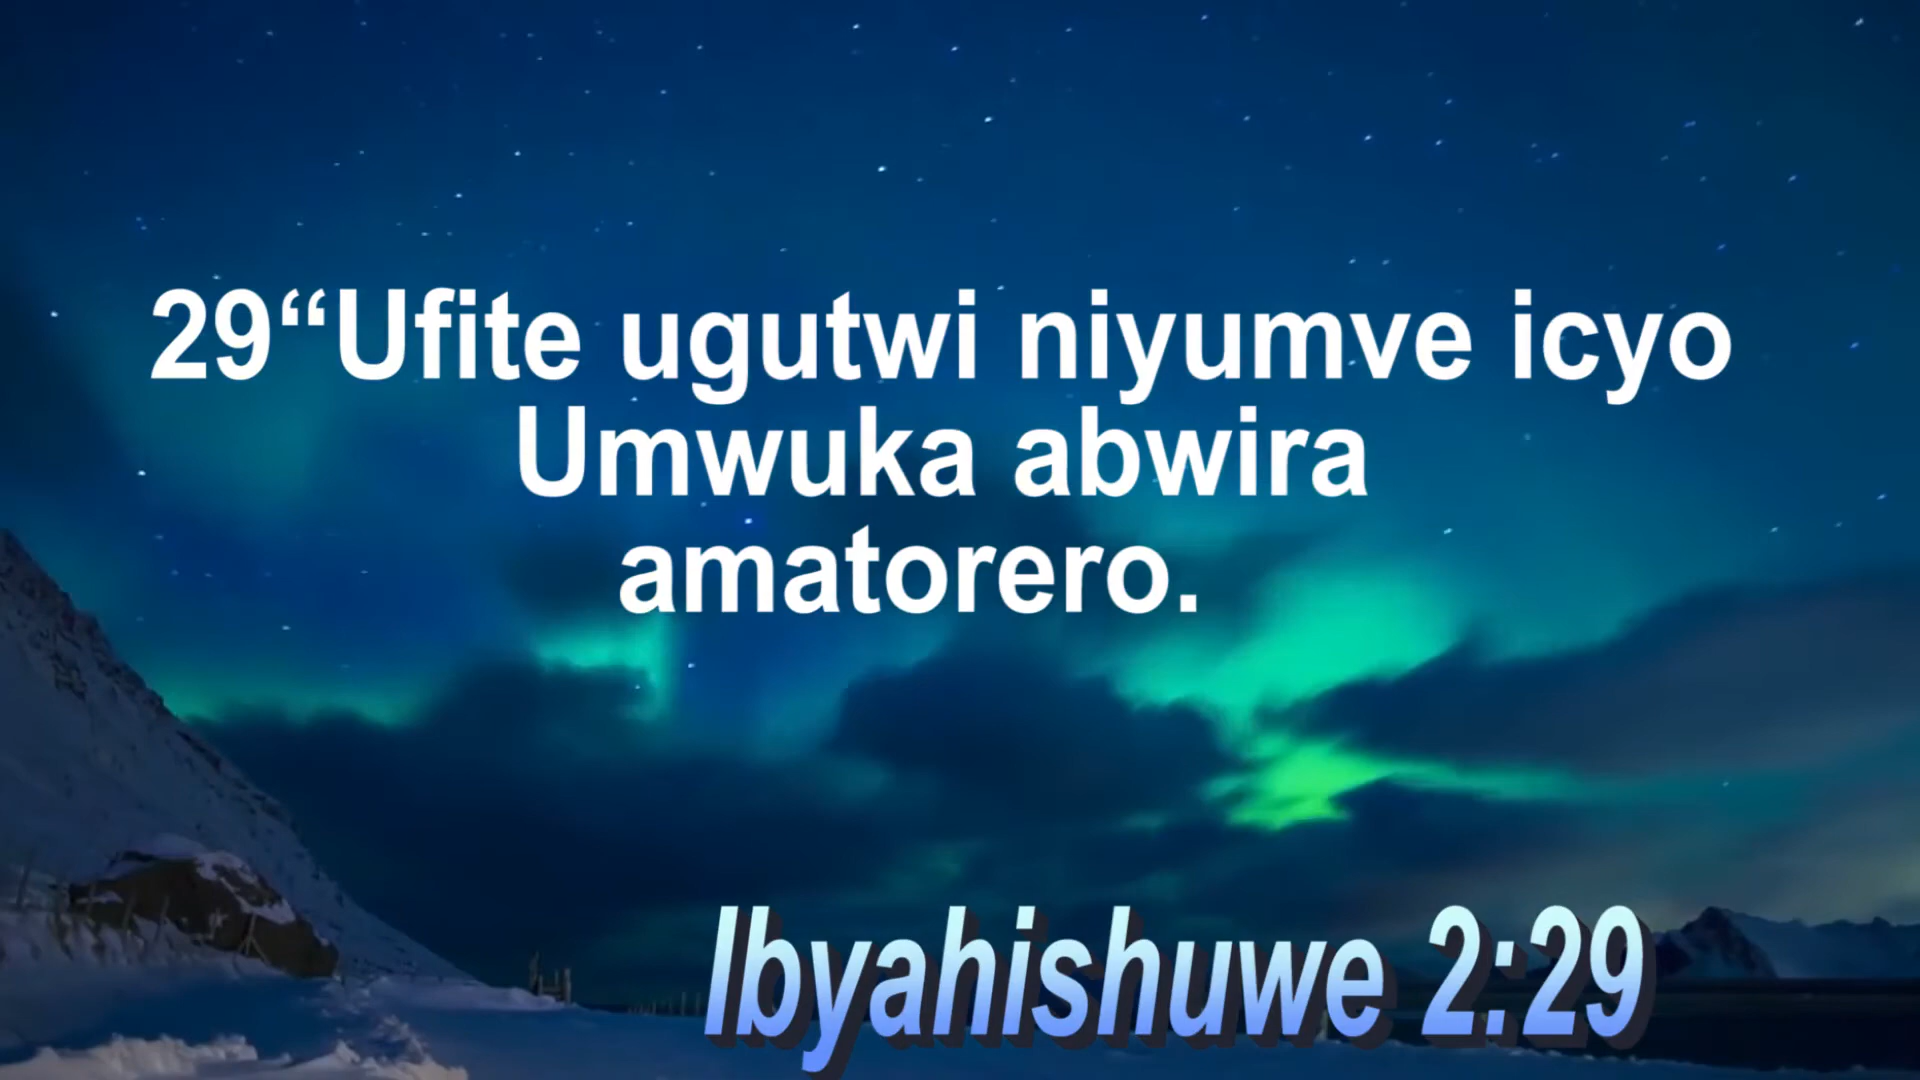 29“Ufite ugutwi niyumve icyo
Umwuka abwira
amatorero.
Ibyahishuwe 2:29